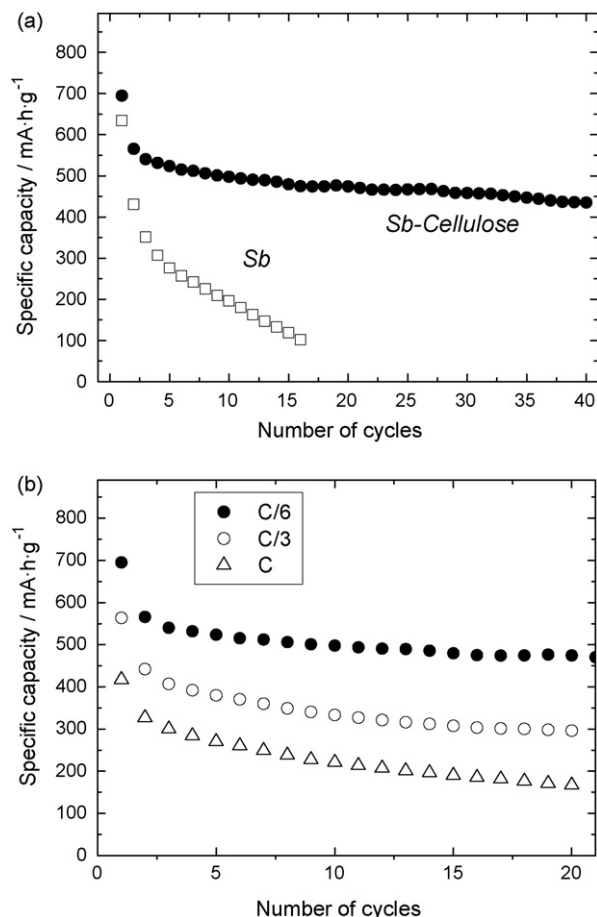 (a)
800
700
600
500
400
300
200
100
0
Specific capacity / mA·h·g⁻¹
Sb-Cellulose
Sb
0 5 10 15 20 25 30 35 40
Number of cycles
(b)
800
700
600
500
400
300
200
100
0
Specific capacity / mA·h·g⁻¹
C/6
C/3
C
0 5 10 15 20
Number of cycles